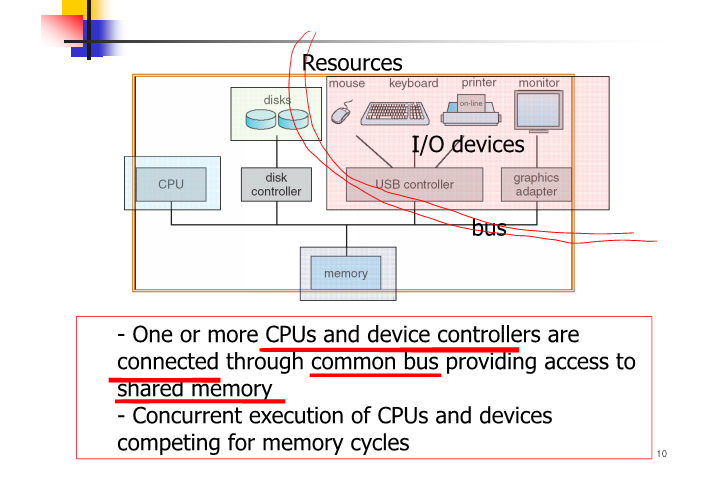 Resources
mouse keyboard printer monitor
disks
on-line
I/O devices
CPU
disk
controller
USB controller
graphics
adapter
bus
memory
- One or more CPUs and device controllers are
connected through common bus providing access to
shared memory
- Concurrent execution of CPUs and devices
competing for memory cycles
10